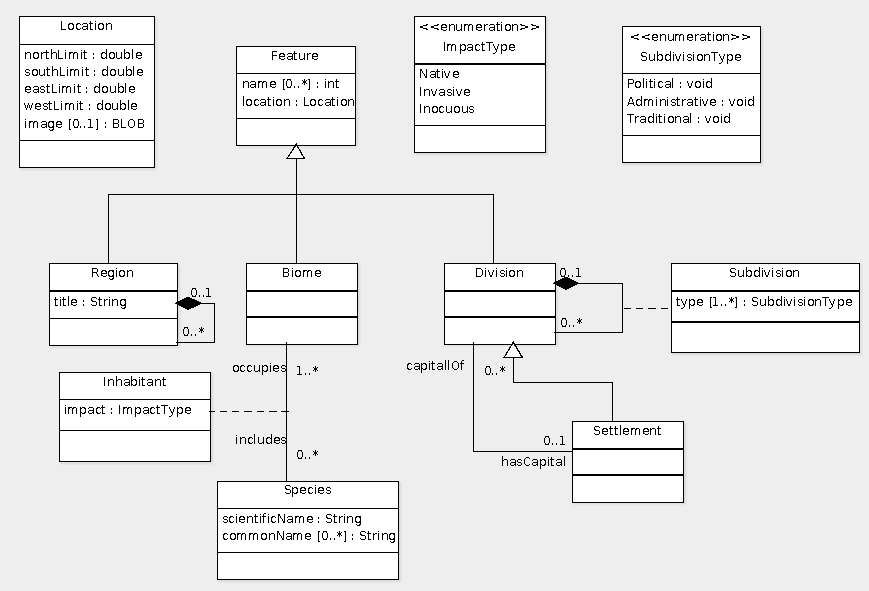 Location
northLimit : double
southLimit : double
eastLimit : double
westLimit : double
image [0..1] : BLOB
Feature
name [0..*] : int
location : Location
<<enumeration>>
ImpactType
Native
Invasive
Inocuous
<<enumeration>>
SubdivisionType
Political : void
Administrative : void
Traditional : void
Region
title : String
0..1
0..*
Biome
Division
0..1
0..*
Subdivision
type [1..*] : SubdivisionType
occupies
1..*
Inhabitant
impact : ImpactType
includes
0..*
capitallOf
0..*
0..1
hasCapital
Settlement
Species
scientificName : String
commonName [0..*] : String